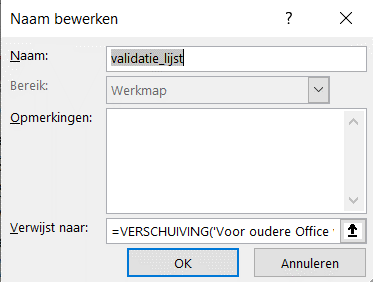 Naam bewerken
? ×
Naam: validatie_lijst
Bereik: Werkmap
Opmerkingen:
Verwijst naar: =VERSCHUIVING('Voor oudere Office
OK Annuleren